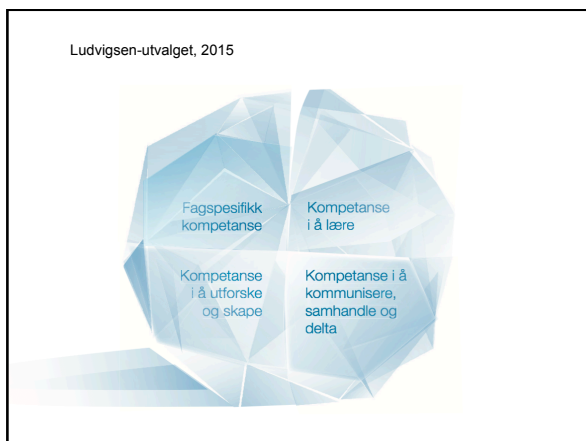 Ludvigsen-utvalget, 2015
Fagspesifikk
kompetanse
Kompetanse
i å lære
Kompetanse
i å utforske
og skape
Kompetanse i å
kommunisere,
samhandle og
delta